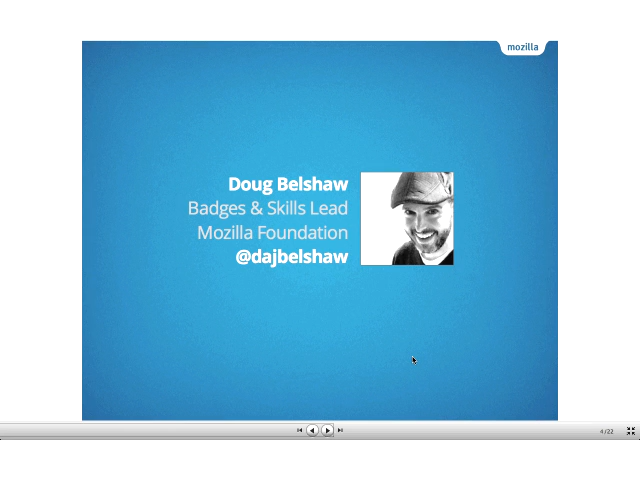 mozilla
Doug Belshaw
Badges & Skills Lead
Mozilla Foundation
@dajbelshaw
4 /22